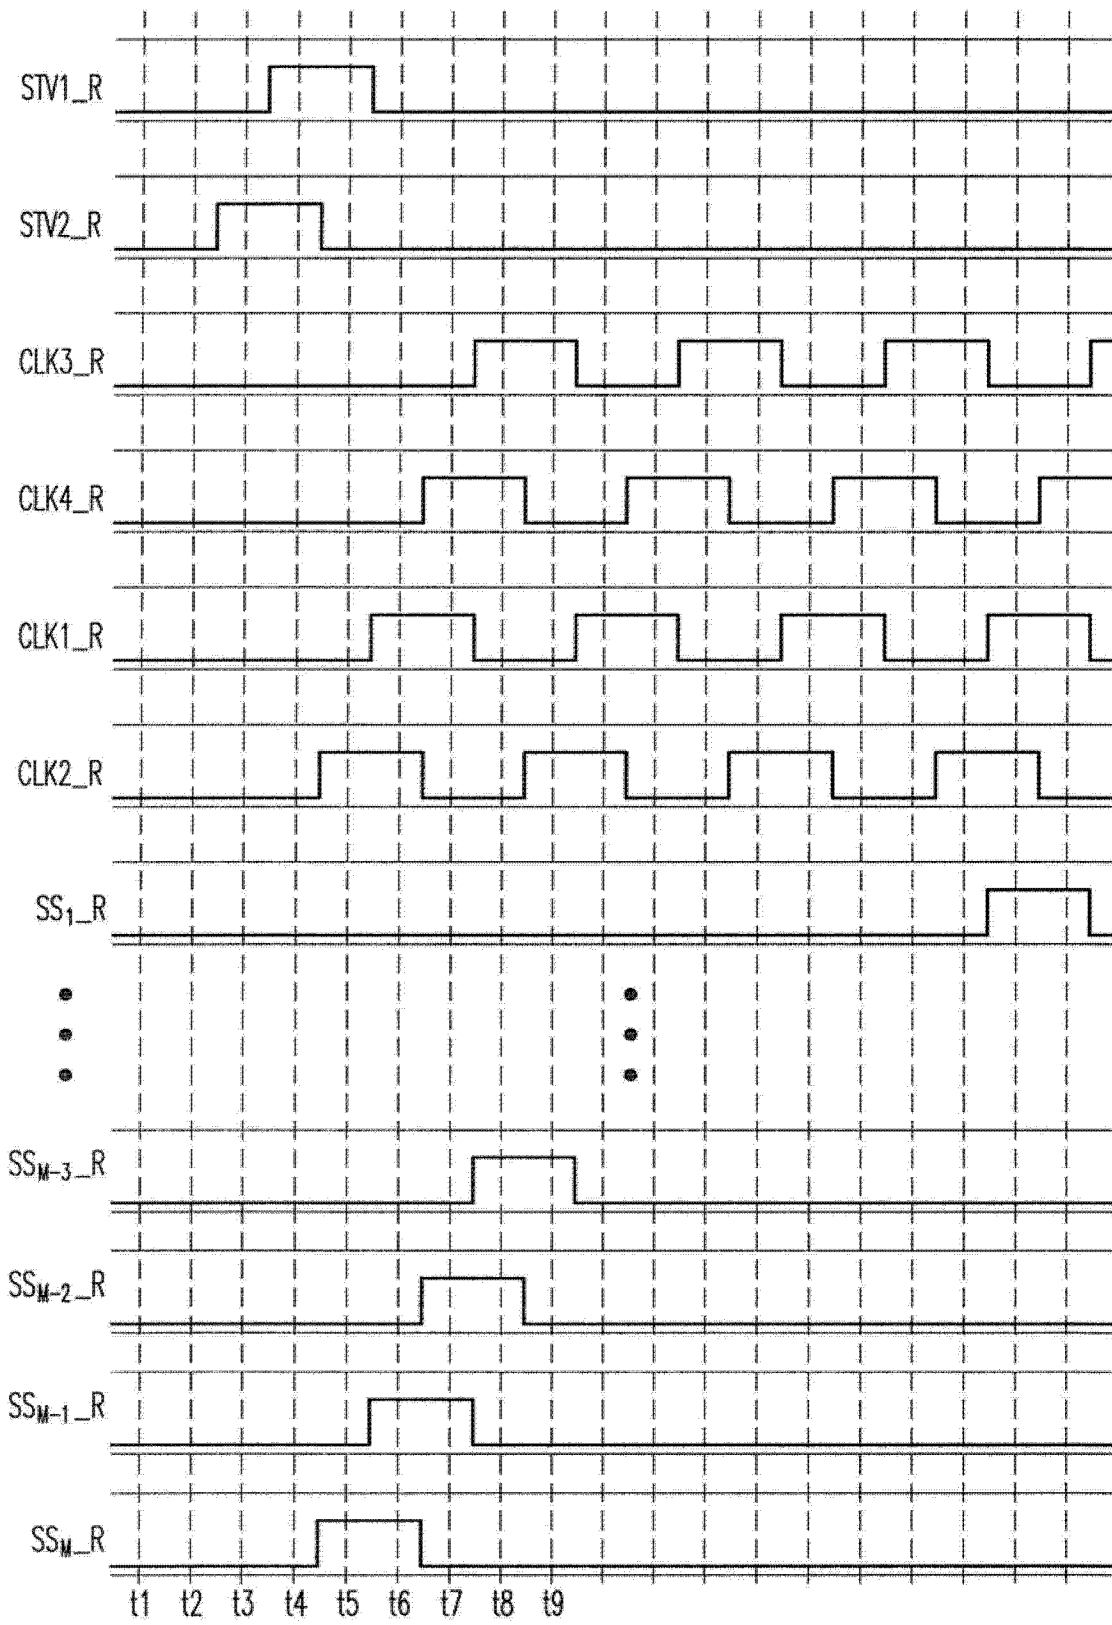 STV1_R
STV2_R
CLK3_R
CLK4_R
CLK1_R
CLK2_R
SS1_R
SSM-3_R
SSM-2_R
SSM-1_R
SSM_R
t1 t2 t3 t4 t5 t6 t7 t8 t9